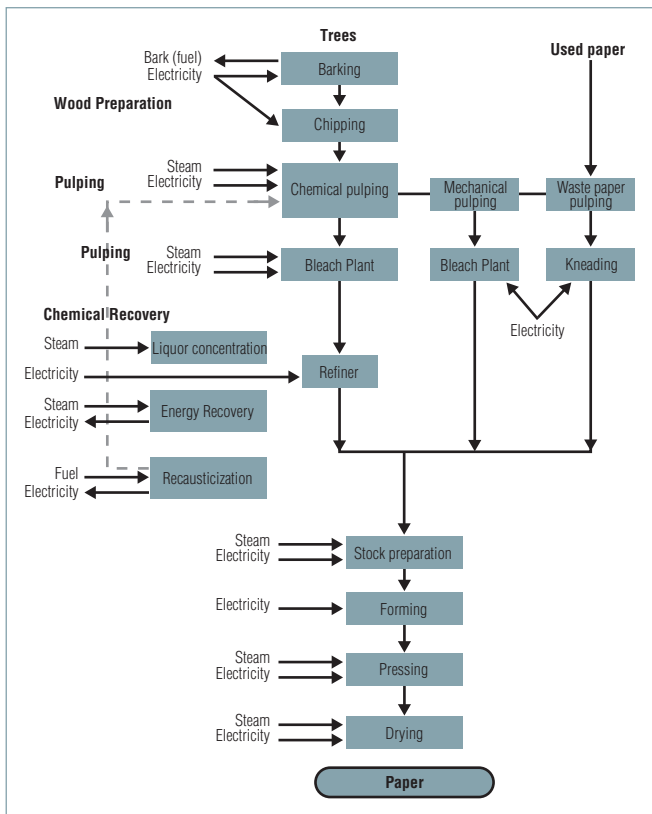 Trees
Used paper
Bark (fuel)
Electricity
Barking
Wood Preparation
Chipping
Steam
Electricity
Pulping
Chemical pulping
Mechanical
pulping
Waste paper
pulping
Pulping
Steam
Electricity
Bleach Plant
Bleach Plant
Kneading
Electricity
Chemical Recovery
Steam
Liquor concentration
Electricity
Refiner
Steam
Electricity
Energy Recovery
Fuel
Electricity
Recausticization
Steam
Electricity
Stock preparation
Electricity
Forming
Steam
Electricity
Pressing
Steam
Electricity
Drying
Paper